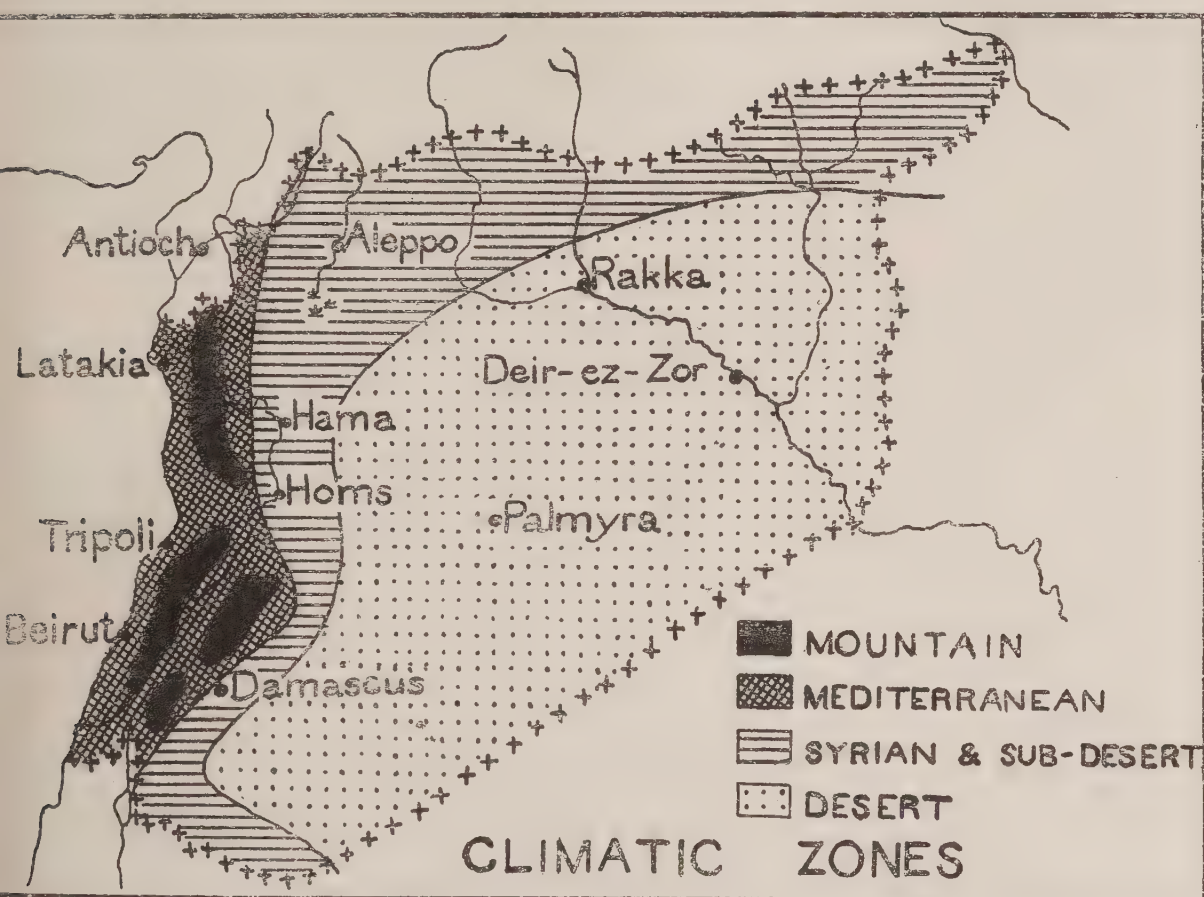 Antioch
Aleppo
Rakka
Latakia
Deir-ez-Zor
Hama
Homs
Palmyra
Tripoli
Beirut
Damascus
MOUNTAIN
MEDITERRANEAN
SYRIAN & SUB-DESERT
DESERT
CLIMATIC ZONES